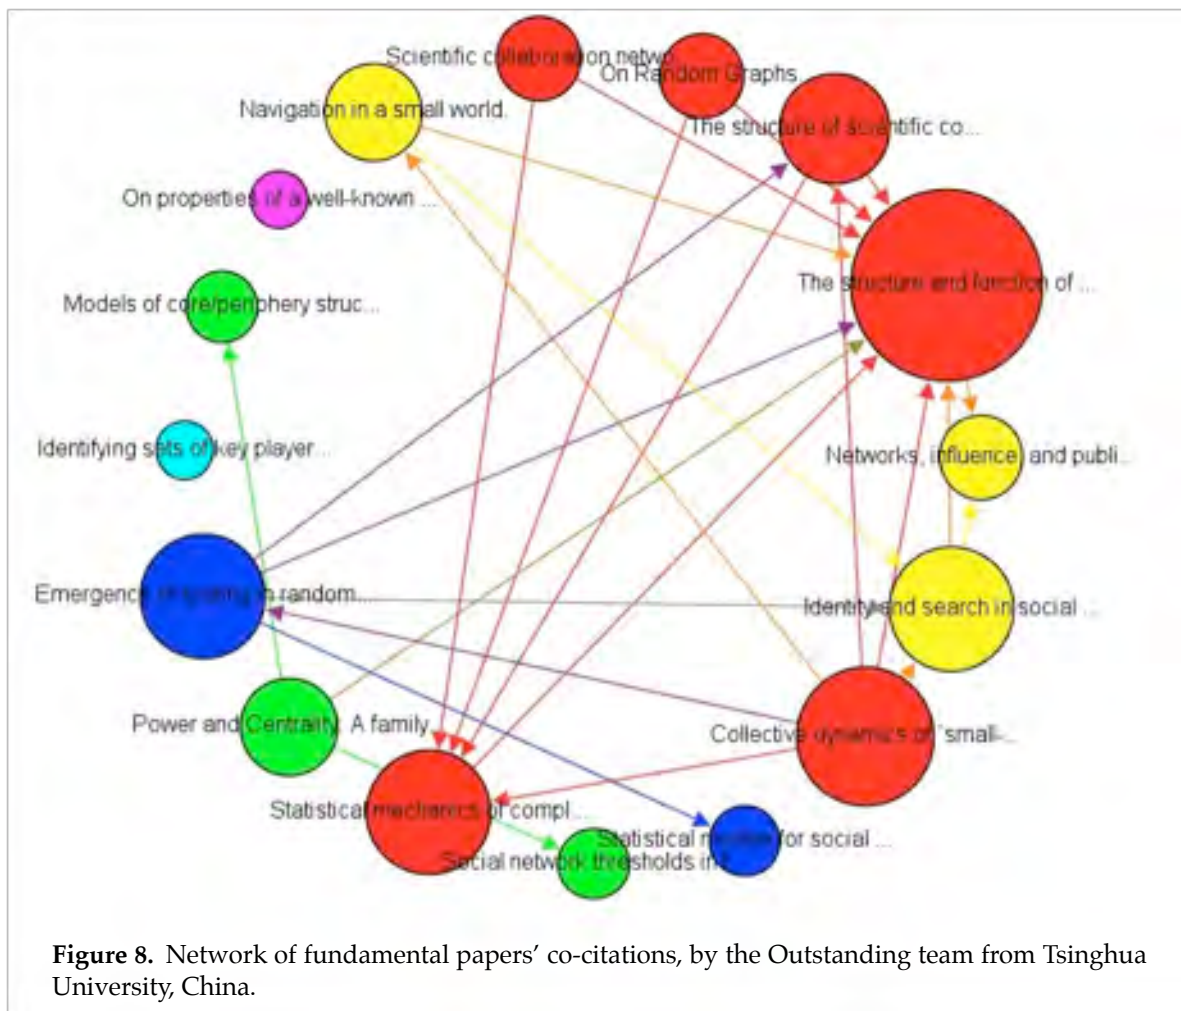 Scientific collaboration netwo...
On Random Graphs.
Navigation in a small world.
The structure of scientific co...
On properties of a well-known ...
The structure and function of ...
Models of core/periphery struc...
Identifying sets of key player...
Networks, influence, and publi...
Emergence of scaling in random...
Identity and search in social ...
Power and Centrality: A family
Collective dynamics of `small-...
Statistical mechanics of compl...
Statistical models for social ...
Social network thresholds in
Figure 8. Network of fundamental papers’ co-citations, by the Outstanding team from Tsinghua
University, China.